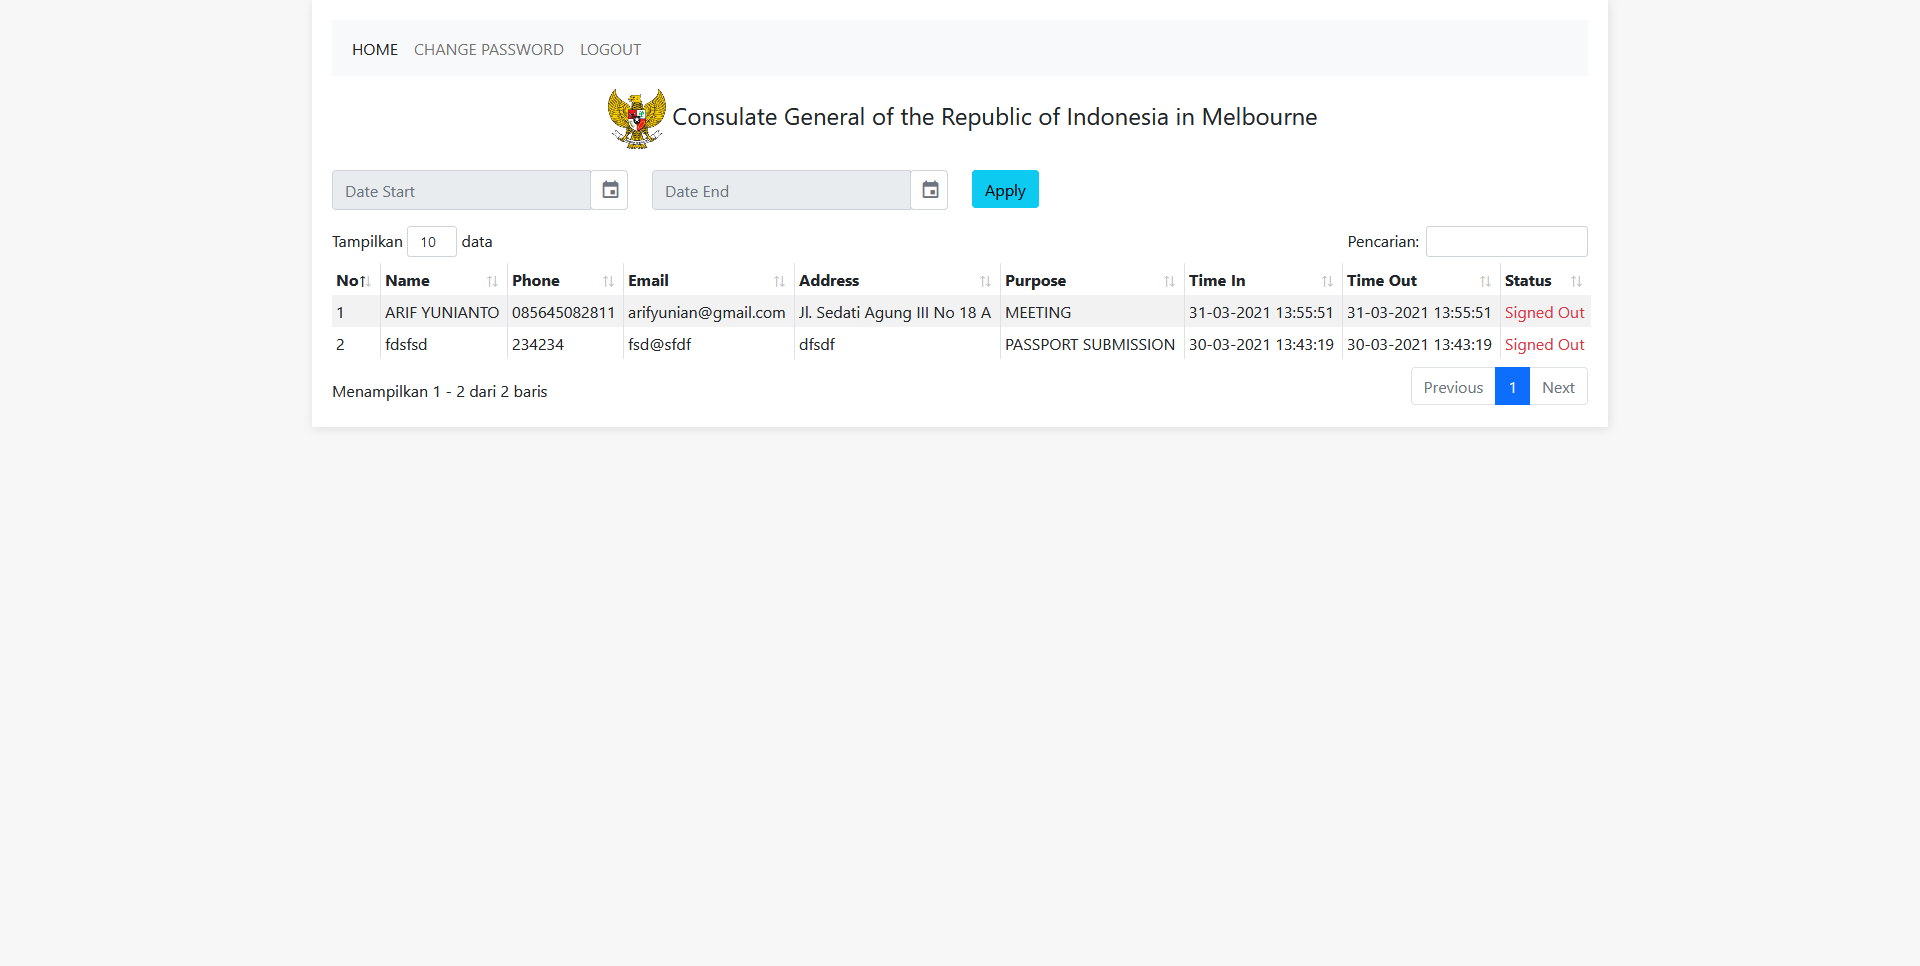 HOME CHANGE PASSWORD LOGOUT
Consulate General of the Republic of Indonesia in Melbourne
Date Start Date End Apply
Tampilkan 10 data Pencarian:
No Name Phone Email Address Purpose Time In Time Out Status
1 ARIF YUNIANTO 085645082811 arifyunian@gmail.com Jl. Sedati Agung III No 18 A MEETING 31-03-2021 13:55:51 31-03-2021 13:55:51 Signed Out
2 fdsfsd 234234 fsd@sfdf dfsdf PASSPORT SUBMISSION 30-03-2021 13:43:19 30-03-2021 13:43:19 Signed Out
Menampilkan 1 - 2 dari 2 baris Previous 1 Next